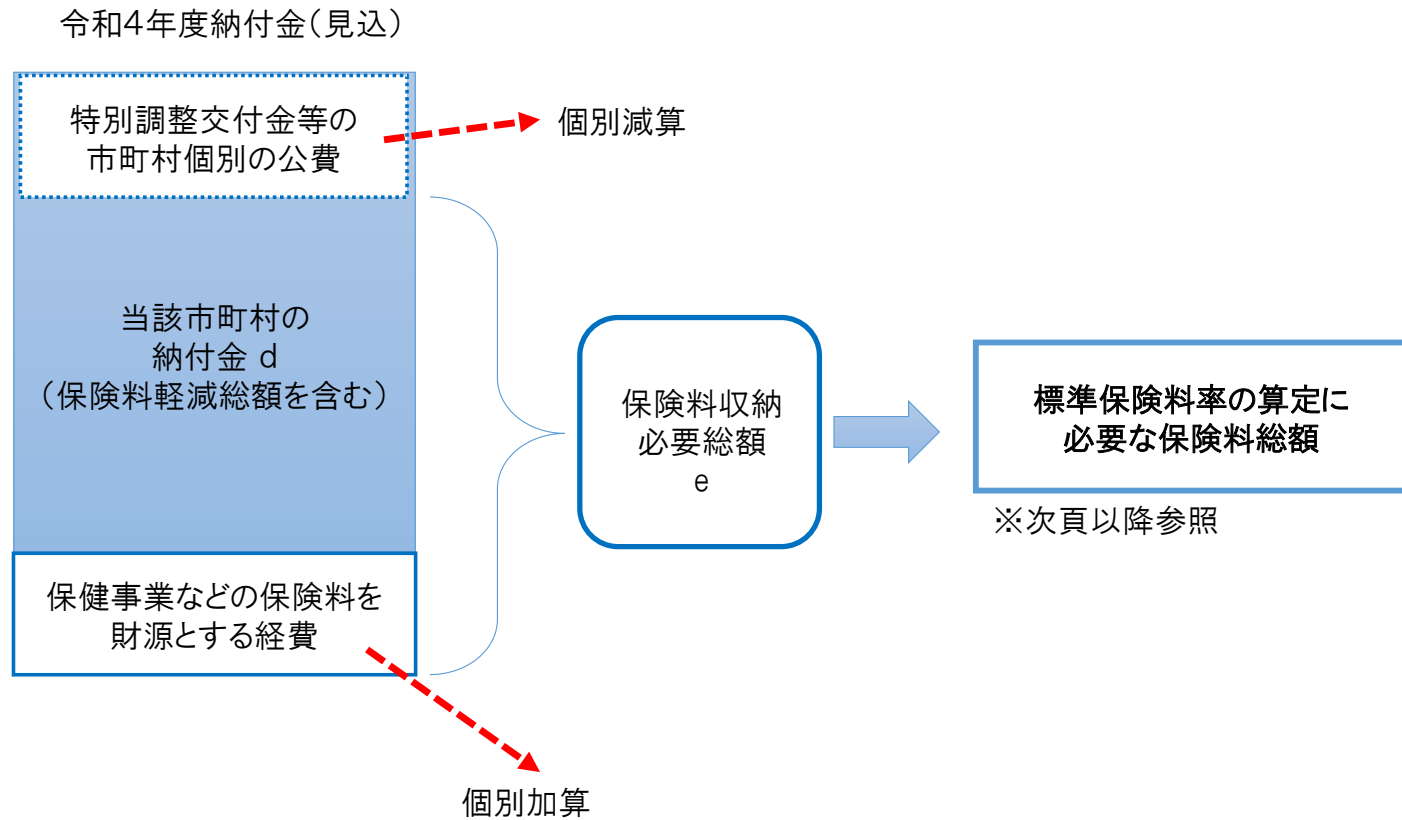 令和4年度納付金（見込）
特別調整交付金等の
市町村個別の公費
個別減算
当該市町村の
納付金 d
（保険料軽減総額を含む）
保険料収納
必要総額
e
標準保険料率の算定に
必要な保険料総額
※次頁以降参照
保健事業などの保険料を
財源とする経費
個別加算